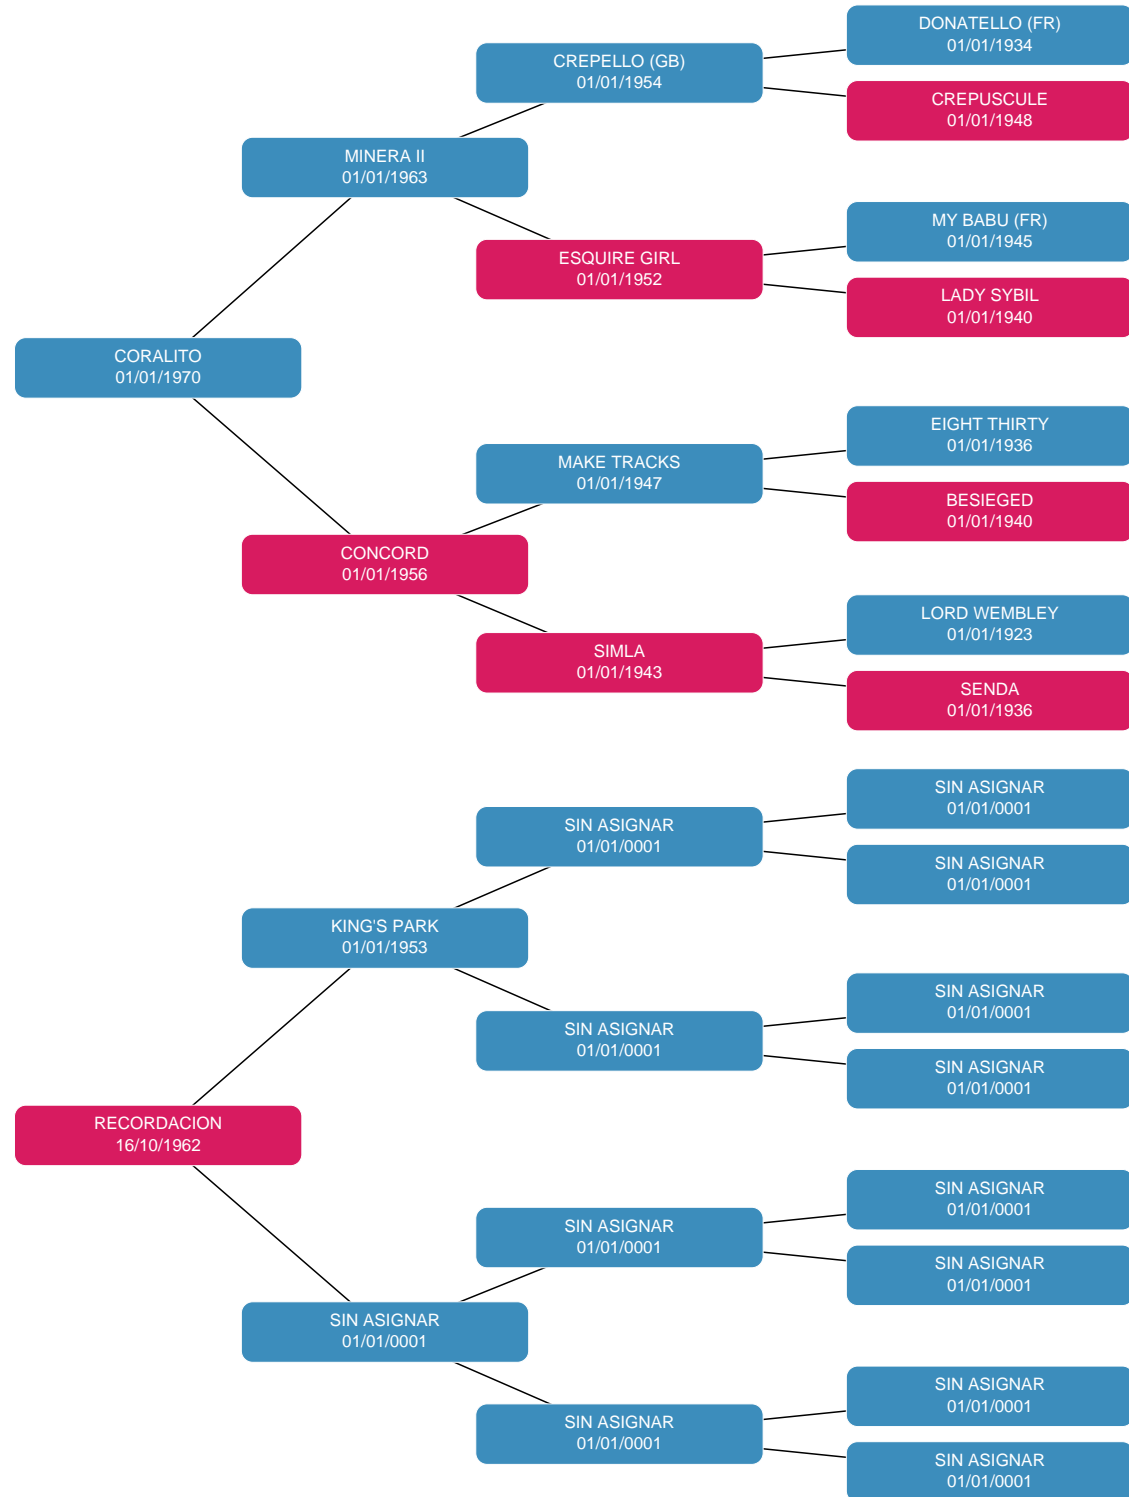 DONATELLO (FR)
01/01/1934
CREPELLO (GB)
01/01/1954
CREPUSCULE
01/01/1948
MINERA II
01/01/1963
MY BABU (FR)
01/01/1945
ESQUIRE GIRL
01/01/1952
LADY SYBIL
01/01/1940
CORALITO
01/01/1970
EIGHT THIRTY
01/01/1936
MAKE TRACKS
01/01/1947
BESIEGED
01/01/1940
CONCORD
01/01/1956
LORD WEMBLEY
01/01/1923
SIMLA
01/01/1943
SENDA
01/01/1936
SIN ASIGNAR
01/01/0001
SIN ASIGNAR
01/01/0001
SIN ASIGNAR
01/01/0001
KING'S PARK
01/01/1953
SIN ASIGNAR
01/01/0001
SIN ASIGNAR
01/01/0001
SIN ASIGNAR
01/01/0001
RECORDACION
16/10/1962
SIN ASIGNAR
01/01/0001
SIN ASIGNAR
01/01/0001
SIN ASIGNAR
01/01/0001
SIN ASIGNAR
01/01/0001
SIN ASIGNAR
01/01/0001
SIN ASIGNAR
01/01/0001
SIN ASIGNAR
01/01/0001